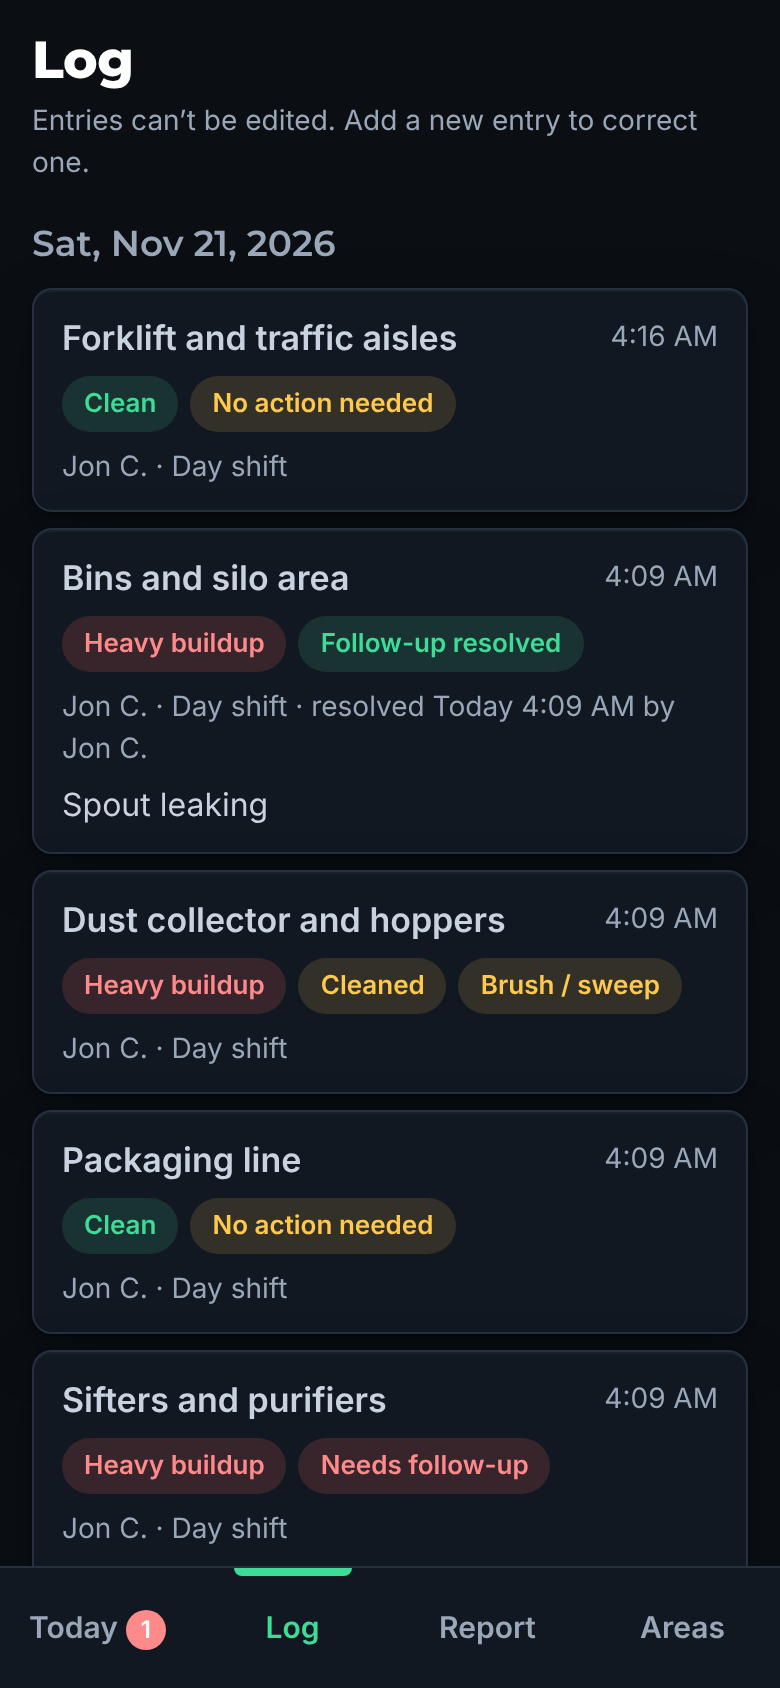 Log
Entries can’t be edited. Add a new entry to correct
one.
Sat, Nov 21, 2026
Forklift and traffic aisles 4:16 AM
Clean No action needed
Jon C. · Day shift
Bins and silo area 4:09 AM
Heavy buildup Follow-up resolved
Jon C. · Day shift · resolved Today 4:09 AM by
Jon C.
Spout leaking
Dust collector and hoppers 4:09 AM
Heavy buildup Cleaned Brush / sweep
Jon C. · Day shift
Packaging line 4:09 AM
Clean No action needed
Jon C. · Day shift
Sifters and purifiers 4:09 AM
Heavy buildup Needs follow-up
Jon C. · Day shift
Today 1 Log Report Areas